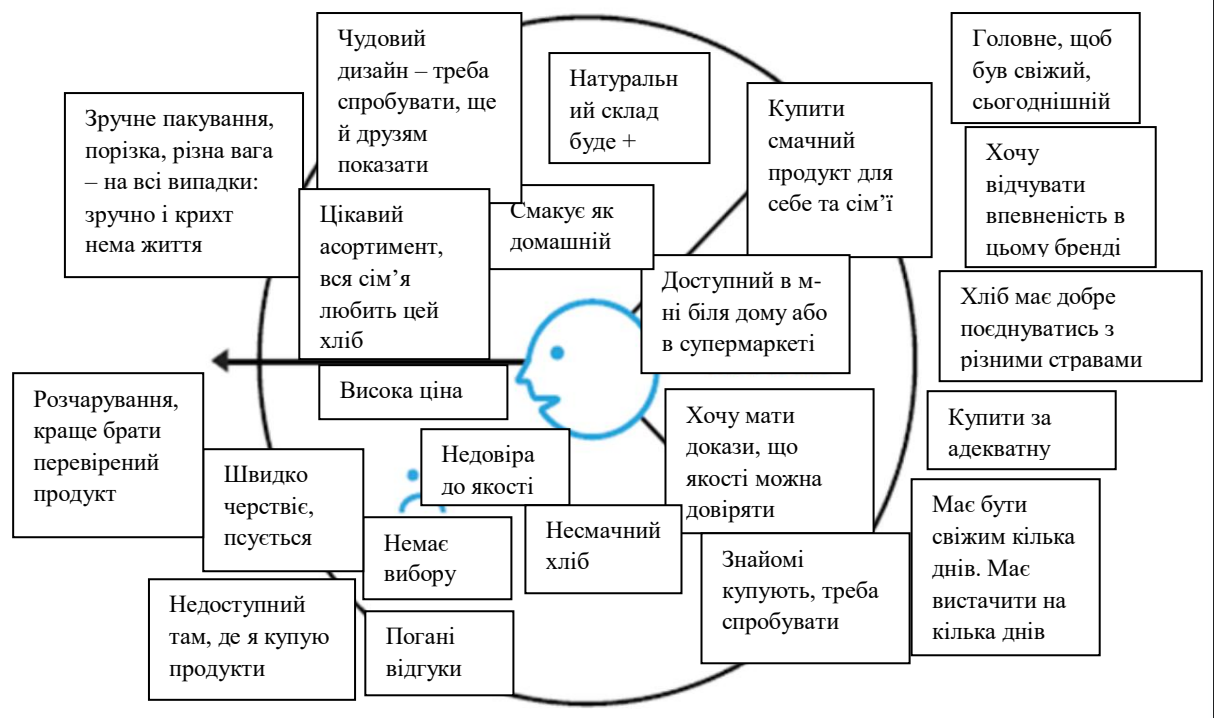 Чудовий
дизайн – треба
спробувати, ще
й друзям
показати
Натуральн
ий склад
буде +
Головне, щоб
був свіжий,
сьогоднішній
Зручне пакування,
порізка, різна вага
– на всі випадки:
зручно і крихт
нема життя
Купити
смачний
продукт для
себе та сім’ї
Хочу
відчувати
впевненість в
цьому бренді
Цікавий
асортимент,
вся сім’я
любить цей
хліб
Смакує як
домашній
Доступний в м-
ні біля дому або
в супермаркеті
Хліб має добре
поєднуватись з
різними стравами
Висока ціна
Розчарування,
краще брати
перевірений
продукт
Хочу мати
докази, що
якості можна
довіряти
Купити за
адекватну
Швидко
черствіє,
псується
Недовіра
до якості
Немає
вибору
Несмачний
хліб
Знайомі
купують, треба
спробувати
Має бути
свіжим кілька
днів. Має
вистачити на
кілька днів
Недоступний
там, де я купую
продукти
Погані
відгуки